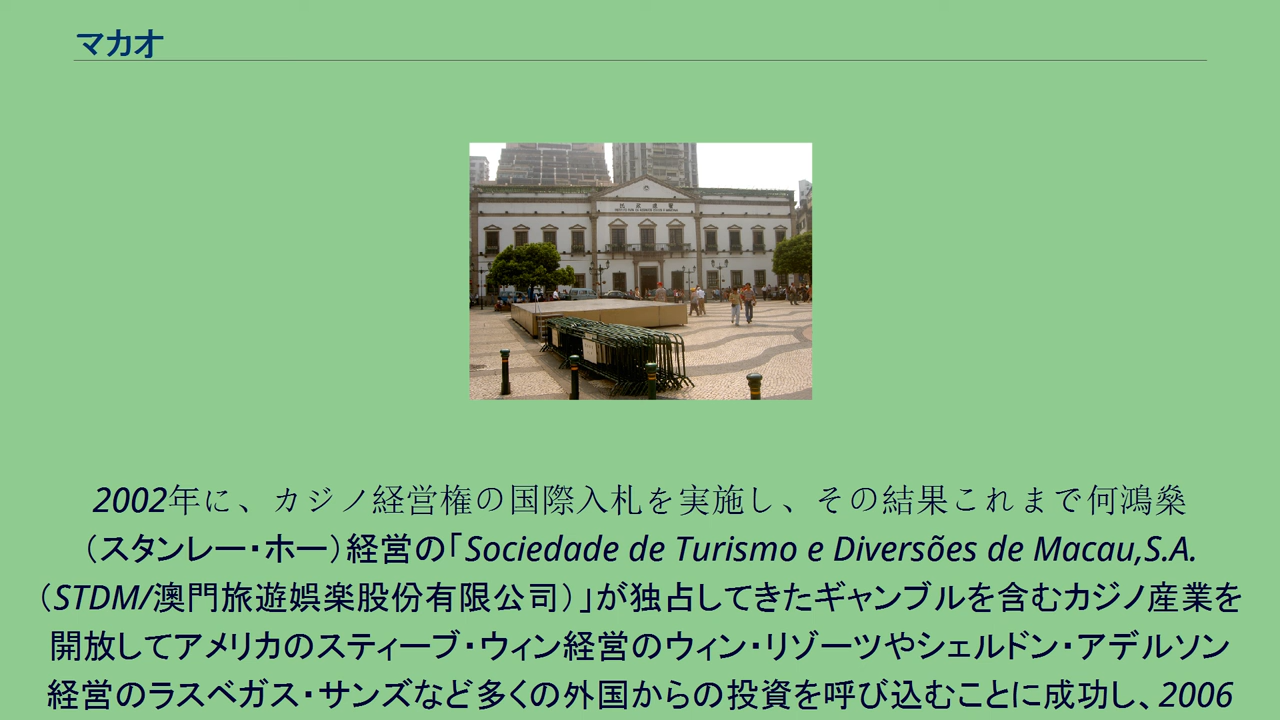 マカオ
2002年に、カジノ経営権の国際入札を実施し、その結果これまで何鴻燊
（スタンレー・ホー）経営の「Sociedade de Turismo e Diversões de Macau,S.A.
（STDM/澳門旅遊娯楽股份有限公司）」が独占してきたギャンブルを含むカジノ産業を
開放してアメリカのスティーブ・ウィン経営のウィン・リゾーツやシェルドン・アデルソン
経営のラスベガス・サンズなど多くの外国からの投資を呼び込むことに成功し、2006